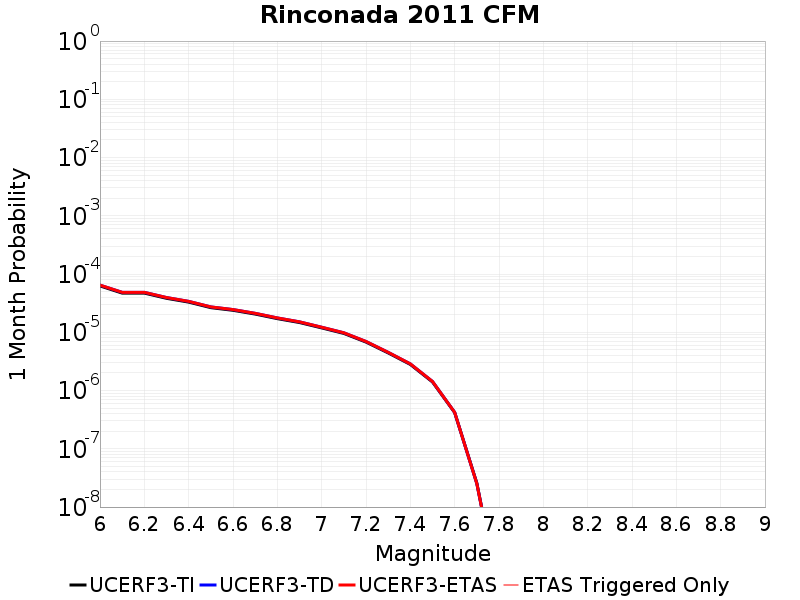 Rinconada 2011 CFM
1 Month Probability
10^0
10^-1
10^-2
10^-3
10^-4
10^-5
10^-6
10^-7
10^-8
6 6.2 6.4 6.6 6.8 7 7.2 7.4 7.6 7.8 8 8.2 8.4 8.6 8.8 9
Magnitude
UCERF3-TI UCERF3-TD UCERF3-ETAS ETAS Triggered Only